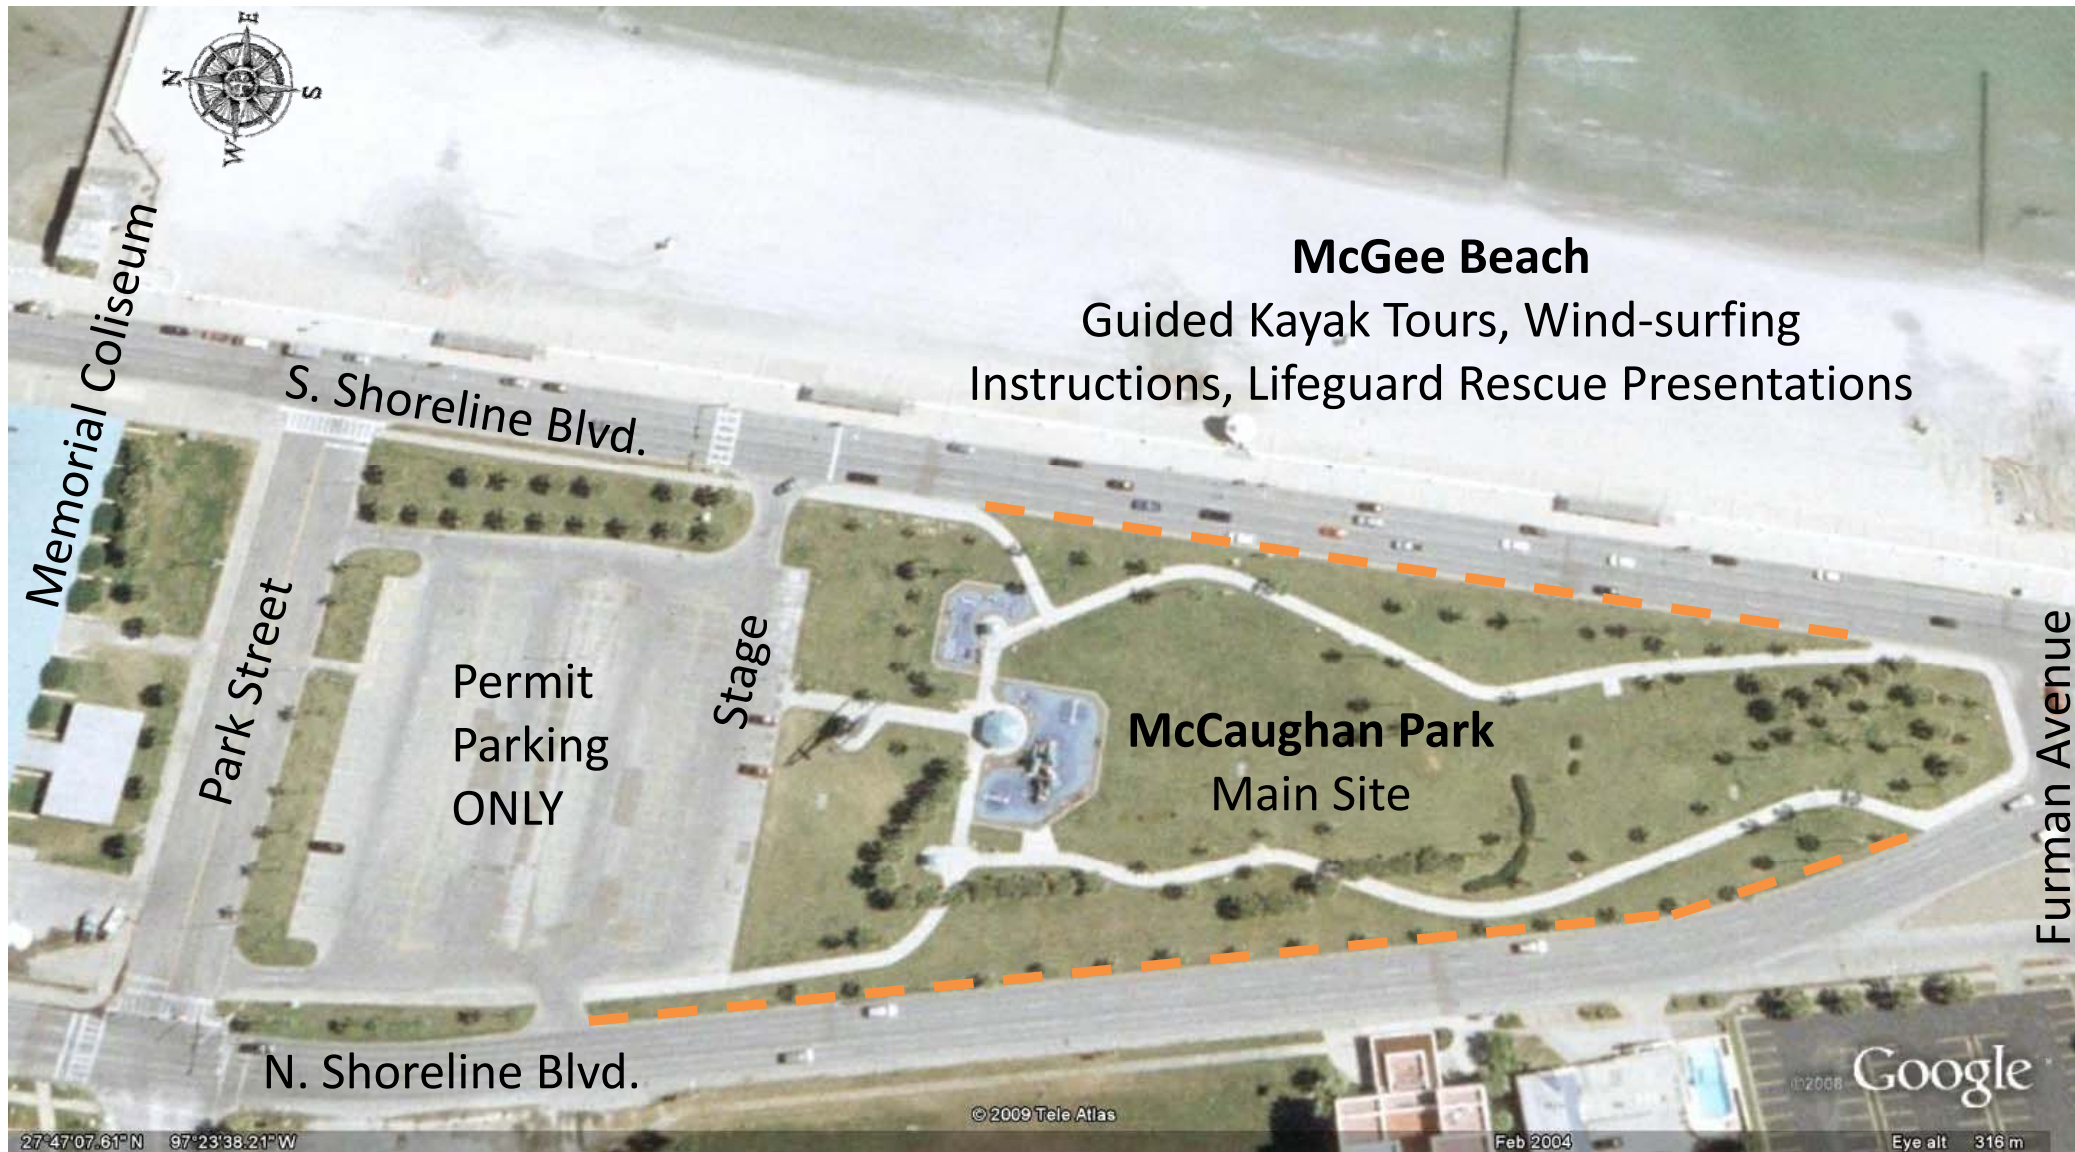 E
N
S
W
McGee Beach
Guided Kayak Tours, Wind-surfing
Instructions, Lifeguard Rescue Presentations
Memorial Coliseum
S. Shoreline Blvd.
Park Street
Permit
Parking
ONLY
Stage
McCaughan Park
Main Site
Furman Avenue
N. Shoreline Blvd.
©2008 Google™
© 2009 Tele Atlas
27°47'07.61" N 97°23'38.21" W
Feb 2004
Eye alt 316 m